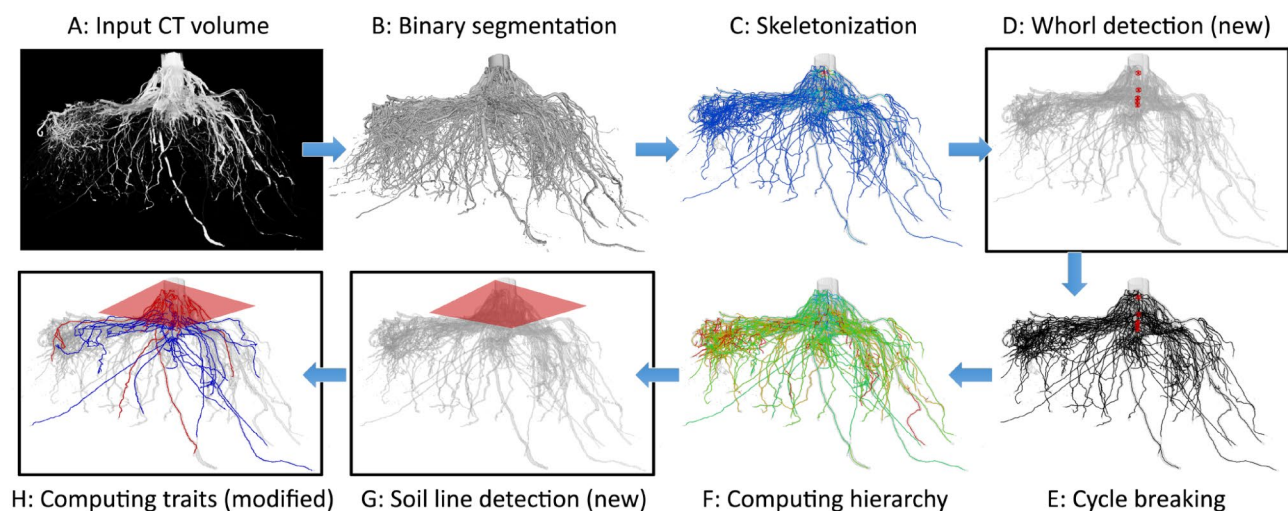 A: Input CT volume
B: Binary segmentation
C: Skeletonization
D: Whorl detection (new)
H: Computing traits (modified)
G: Soil line detection (new)
F: Computing hierarchy
E: Cycle breaking